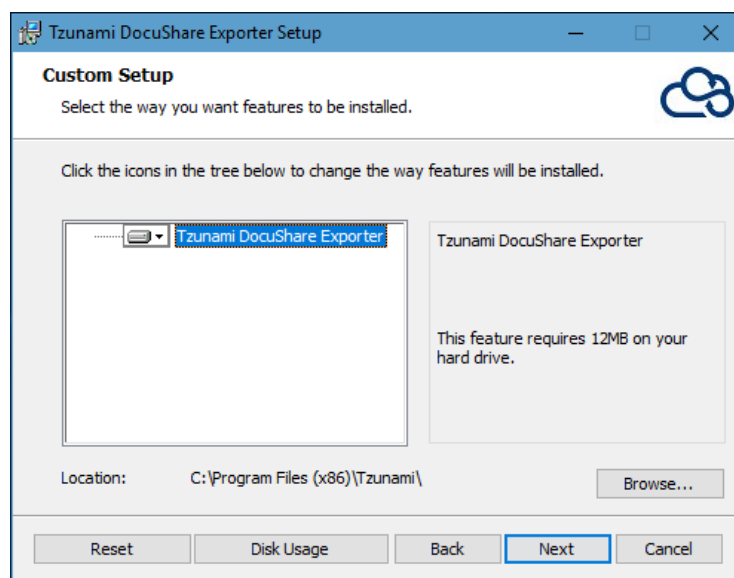 Tzunami DocuShare Exporter Setup
Custom Setup
Select the way you want features to be installed.
Click the icons in the tree below to change the way features will be installed.
Tzunami DocuShare Exporter
Tzunami DocuShare Exporter
This feature requires 12MB on your
hard drive.
Location: C:\Program Files (x86)\Tzunami\
Browse...
Reset Disk Usage Back Next Cancel